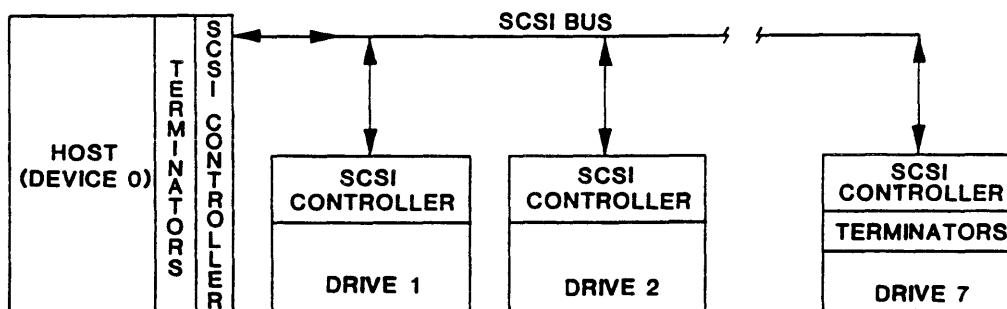 SCSI BUS
HOST
(DEVICE 0)
TERMINATORS
SCSI CONTROLLER
SCSI
CONTROLLER
DRIVE 1
SCSI
CONTROLLER
DRIVE 2
SCSI
CONTROLLER
TERMINATORS
DRIVE 7